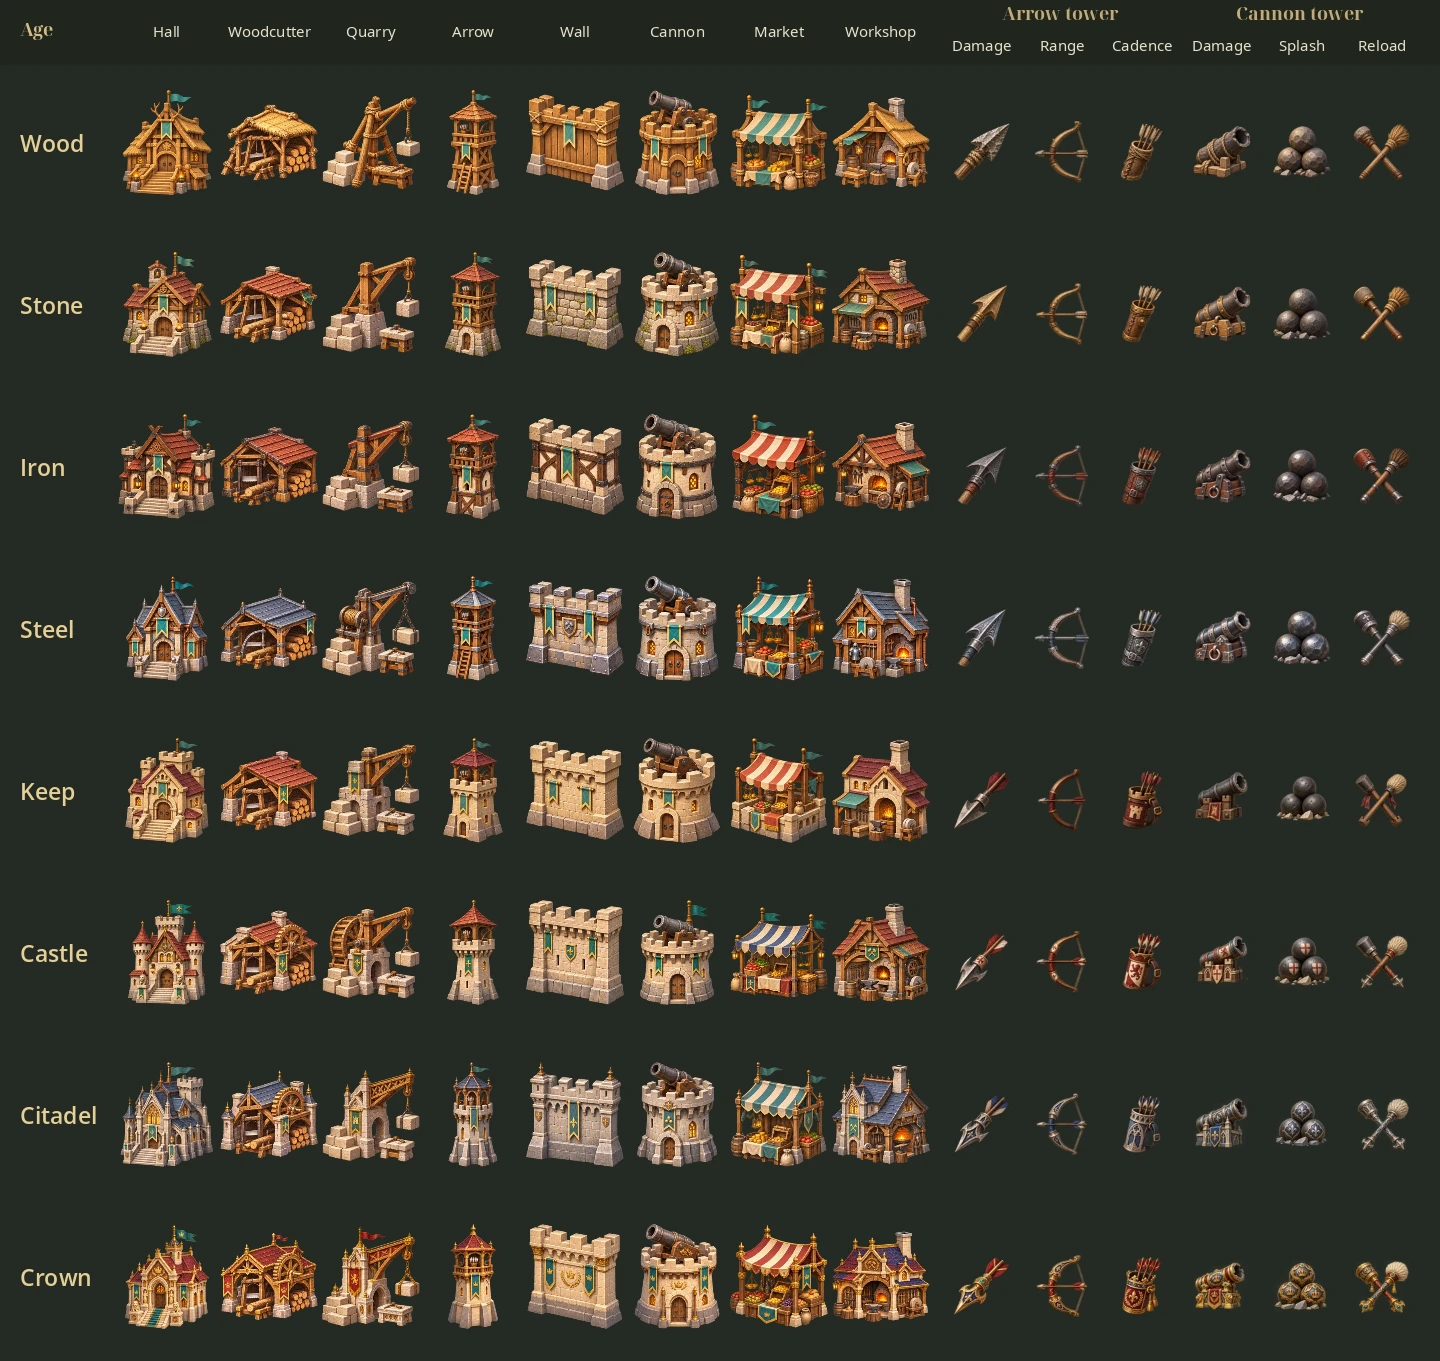 Arrow tower Cannon tower
Age Hall Woodcutter Quarry Arrow Wall Cannon Market Workshop Damage Range Cadence Damage Splash Reload
Wood
Stone
Iron
Steel
Keep
Castle
Citadel
Crown